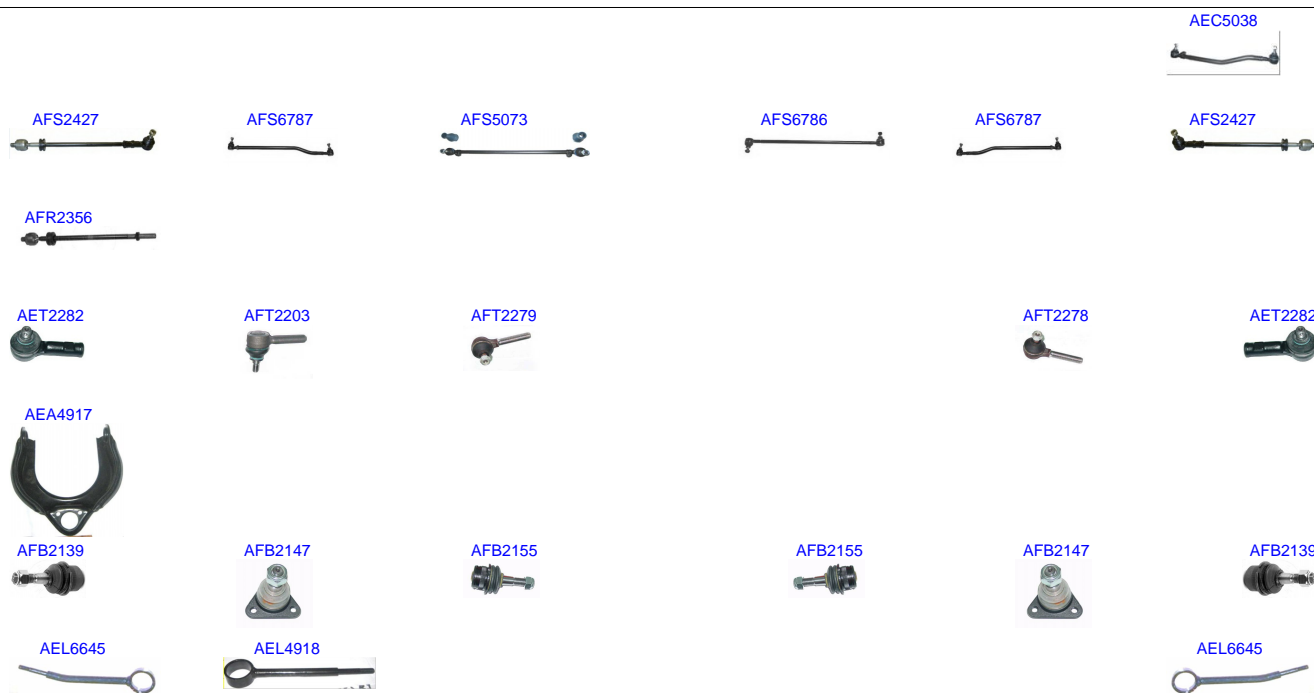 AEC5038
AFS2427 AFS6787 AFS5073 AFS6786 AFS6787 AFS2427
AFR2356
AET2282 AFT2203 AFT2279 AFT2278 AET2282
AEA4917
AFB2139 AFB2147 AFB2155 AFB2155 AFB2147 AFB2139
AEL6645 AEL4918 AEL6645